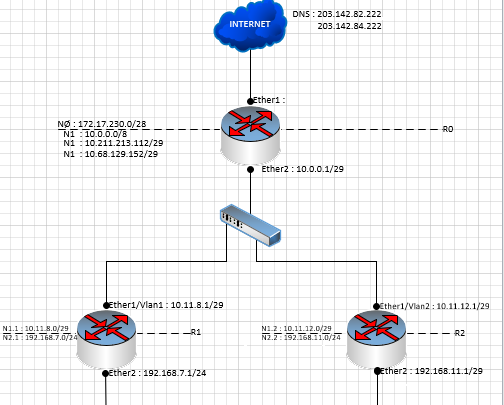 DNS : 203.142.82.222
203.142.84.222
INTERNET
Ether1 :
NØ : 172.17.230.0/28
N1 : 10.0.0.0/8
N1 : 10.211.213.112/29
N1 : 10.68.129.152/29
R0
Ether2 : 10.0.0.1/29
Ether1/Vlan1 : 10.11.8.1/29
Ether1/Vlan2 : 10.11.12.1/29
N1.1 : 10.11.8.0/29
N2.1 : 192.168.7.0/24
R1
N1.2 : 10.11.12.0/29
N2.2 : 192.168.11.0/24
R2
Ether2 : 192.168.7.1/24
Ether2 : 192.168.11.1/29